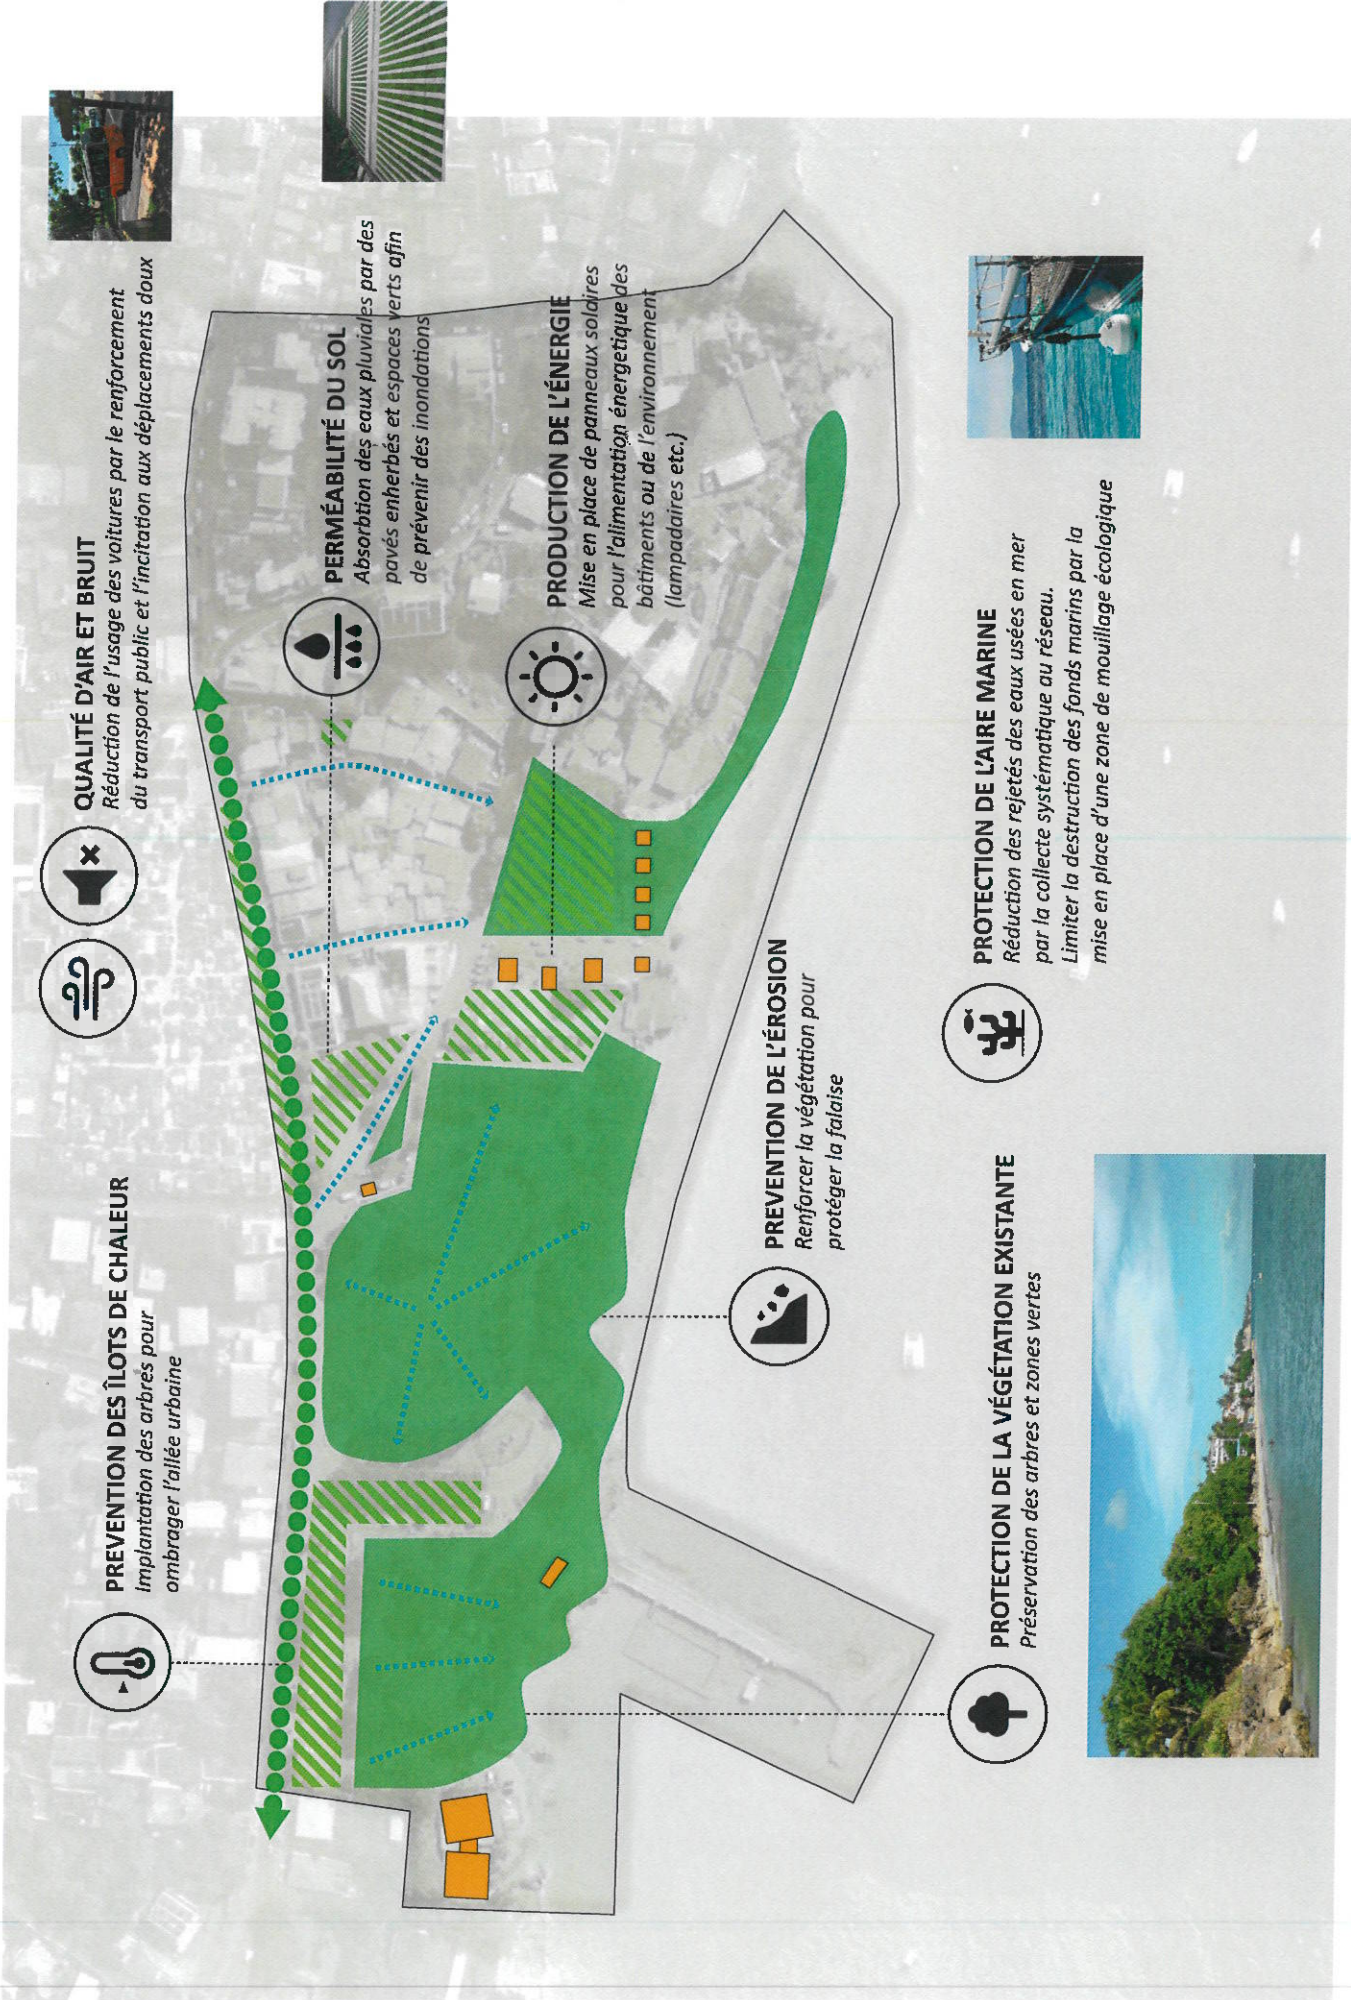 PREVENTION DES ÎLOTS DE CHALEUR
Implantation des arbres pour
ombrager l'allée urbaine
QUALITÉ D'AIR ET BRUIT
Réduction de l'usage des voitures par le renforcement
du transport public et l'incitation aux déplacements doux
PERMÉABILITÉ DU SOL
Absorbtion des eaux pluviales par des
pavés enherbés et espaces verts afin
de prévenir des inondations
PRODUCTION DE L'ÉNERGIE
Mise en place de panneaux solaires
pour l'alimentation énergetique des
bâtiments ou de l'environnement
(lampadaires etc.)
PREVENTION DE L'ÉROSION
Renforcer la végétation pour
protéger la falaise
PROTECTION DE LA VÉGÉTATION EXISTANTE
Préservation des arbres et zones vertes
PROTECTION DE L'AIRE MARINE
Réduction des rejetés des eaux usées en mer
par la collecte systématique au réseau.
Limiter la destruction des fonds marins par la
mise en place d'une zone de mouillage écologique